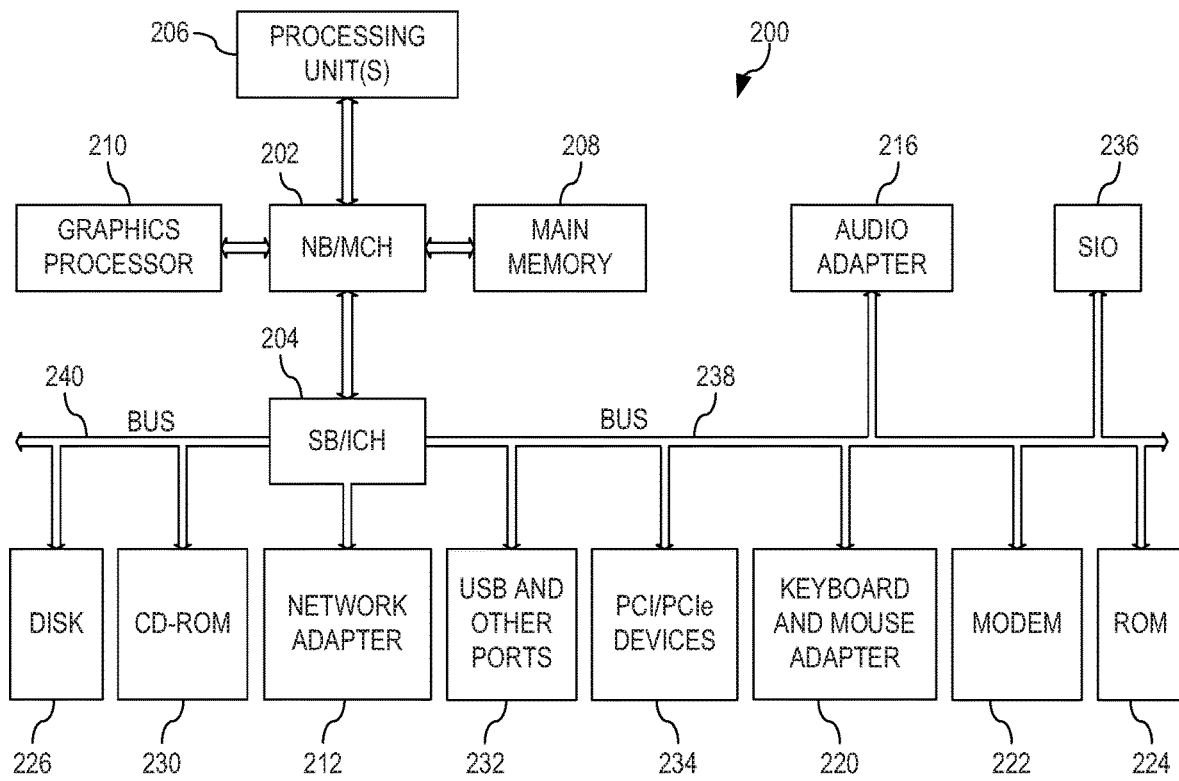 206
PROCESSING
UNIT(S)
200
210
202
208
216
236
GRAPHICS
PROCESSOR
NB/MCH
MAIN
MEMORY
AUDIO
ADAPTER
SIO
204
240
238
BUS
BUS
SB/ICH
DISK
CD-ROM
NETWORK
ADAPTER
USB AND
OTHER
PORTS
PCI/PCIe
DEVICES
KEYBOARD
AND MOUSE
ADAPTER
MODEM
ROM
226
230
212
232
234
220
222
224